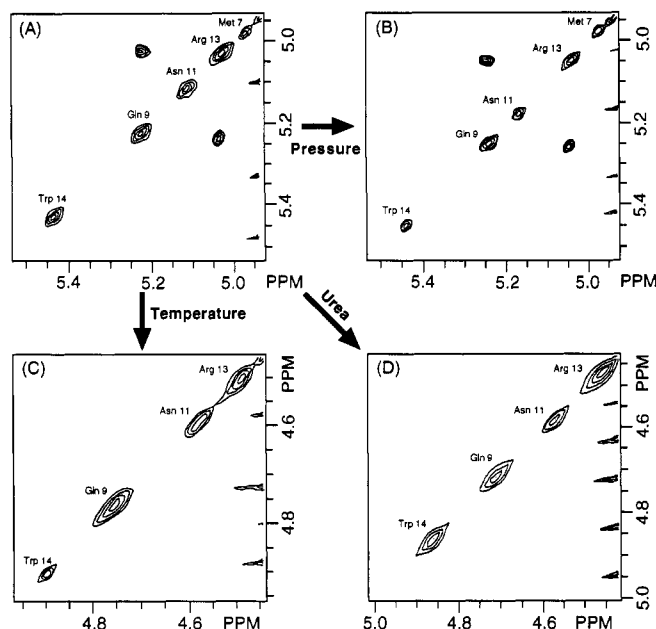 (A)
Met 7
Arg 13
Asn 11
Gln 9
Trp 14
5.0
5.2
5.4
5.4 5.2 5.0 PPM
Pressure
(B)
Met 7
Arg 13
Asn 11
Gln 9
Trp 14
5.0
5.2
5.4
5.4 5.2 5.0 PPM
Temperature
Urea
(C)
Arg 13
Asn 11
Gln 9
Trp 14
PPM
4.6
4.8
4.8 4.6 PPM
(D)
Arg 13
Asn 11
Gln 9
Trp 14
PPM
4.6
4.8
5.0
5.0 4.8 4.6 PPM